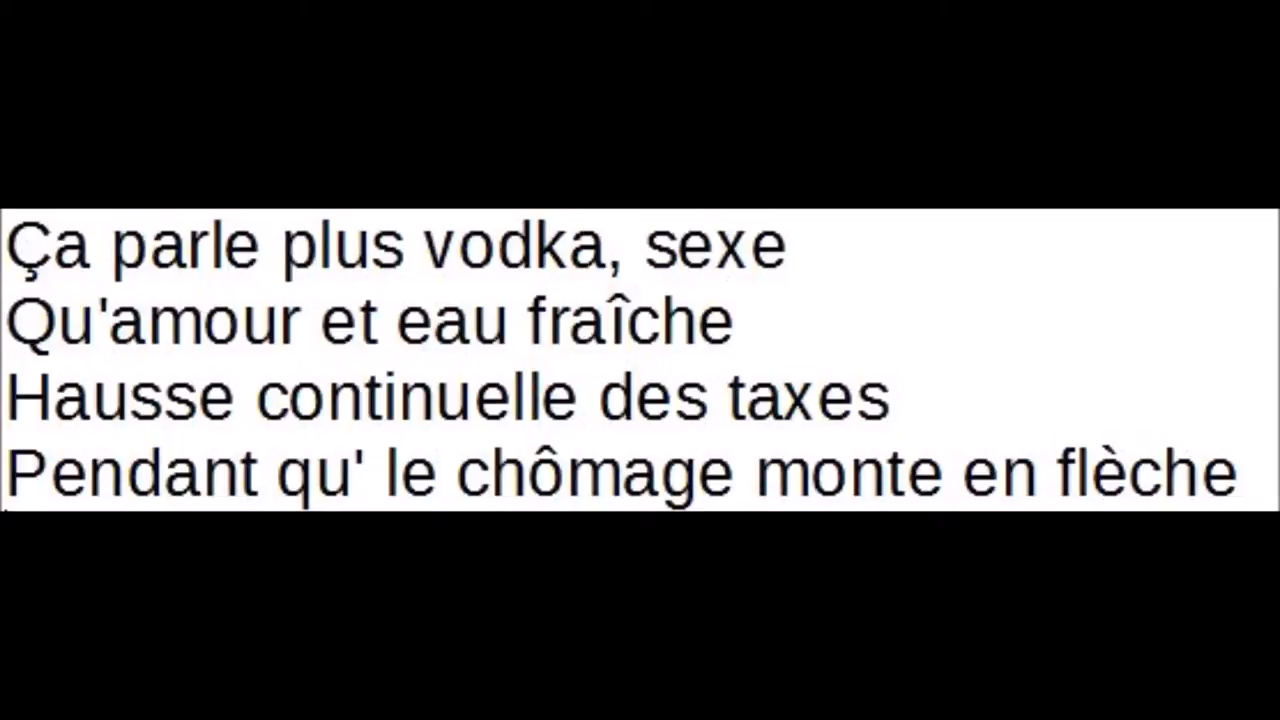 Ça parle plus vodka, sexe
Qu'amour et eau fraîche
Hausse continuelle des taxes
Pendant qu' le chômage monte en flèche